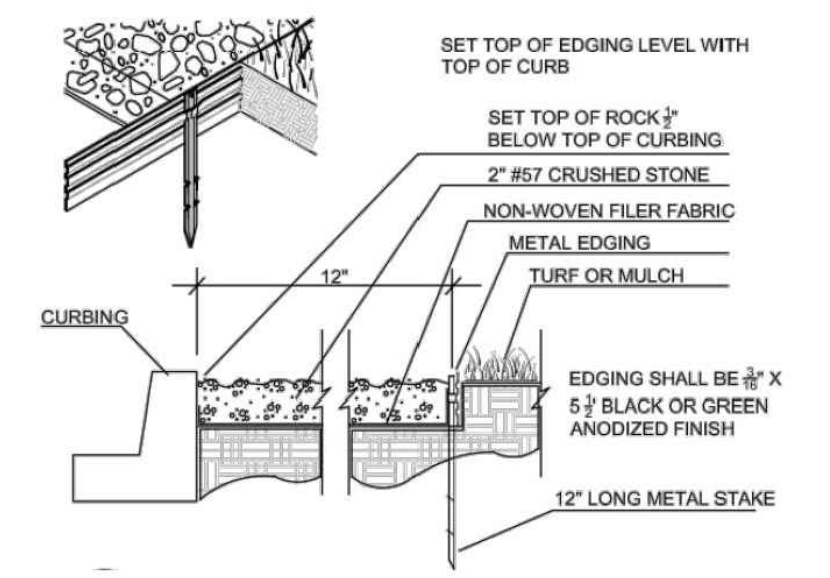 SET TOP OF EDGING LEVEL WITH
TOP OF CURB
SET TOP OF ROCK ½"
BELOW TOP OF CURBING
2" #57 CRUSHED STONE
NON-WOVEN FILER FABRIC
METAL EDGING
12"
TURF OR MULCH
CURBING
EDGING SHALL BE 3/16" X
5 ½' BLACK OR GREEN
ANODIZED FINISH
12" LONG METAL STAKE